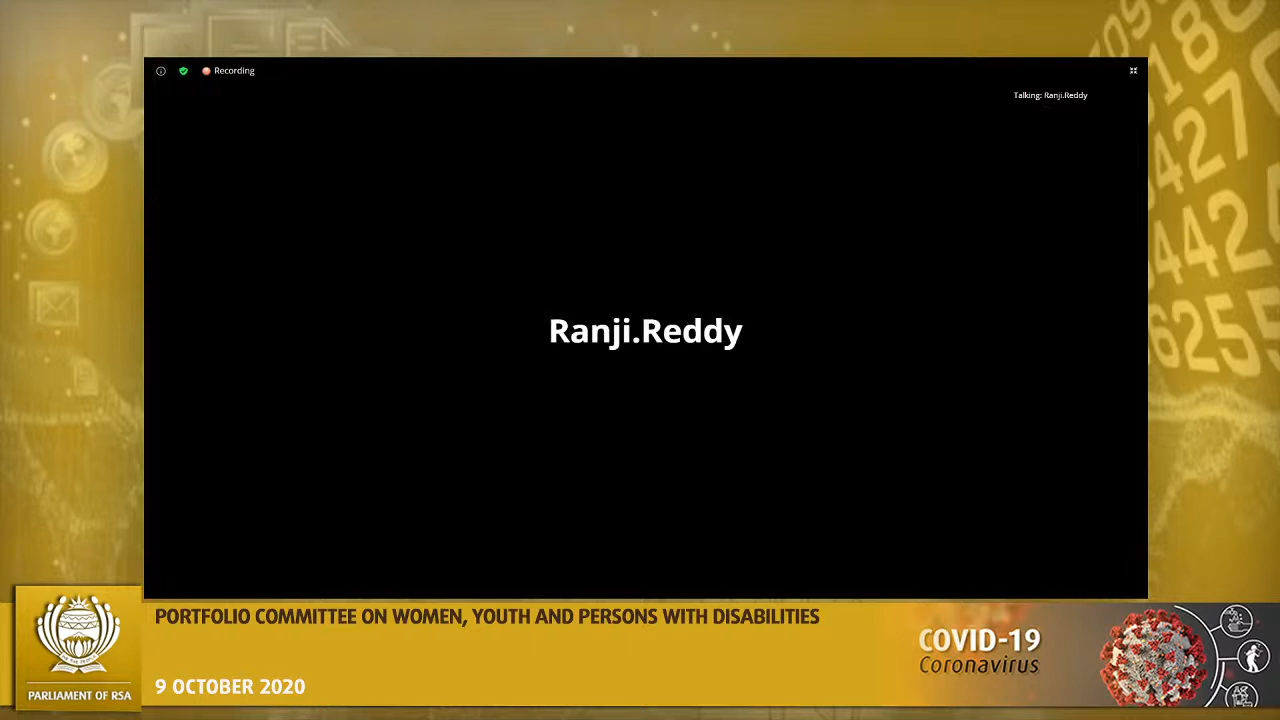 Recording
Talking: Ranji.Reddy
Ranji.Reddy
PORTFOLIO COMMITTEE ON WOMEN, YOUTH AND PERSONS WITH DISABILITIES
9 OCTOBER 2020
PARLIAMENT OF RSA
COVID-19
Coronavirus